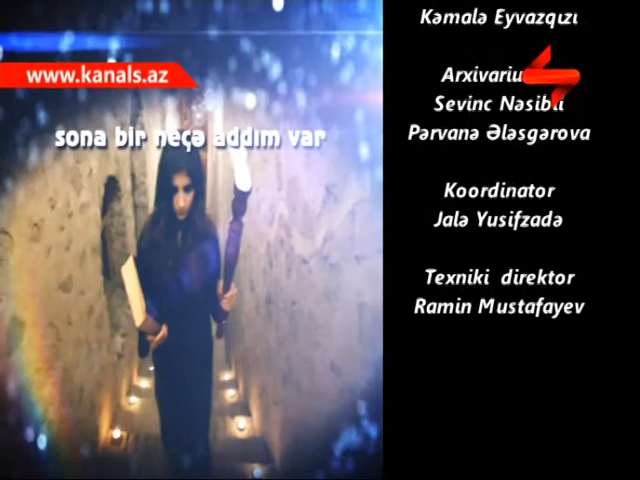 www.kanals.az
sona bir neçə addım var
Kəmalə Eyvazqızı
Sevinc Nəsibli
Pərvanə Ələsgərova
Koordinator
Jalə Yusifzadə
Texniki direktor
Ramin Mustafayev